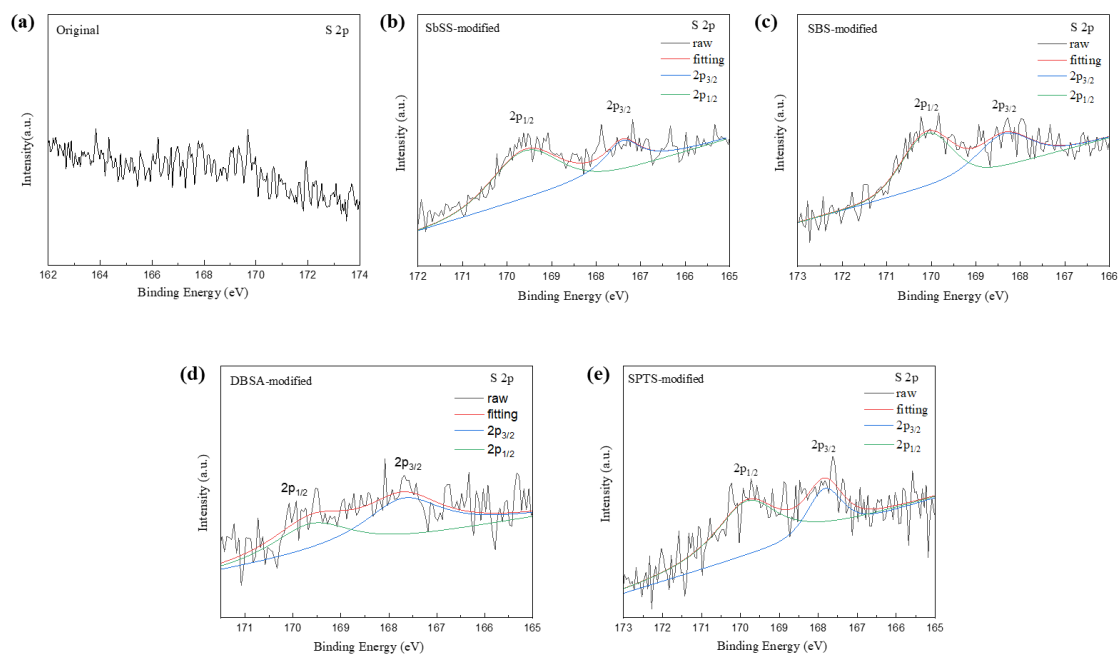 (a)
Original
S 2p
Intensity(a.u.)
162 164 166 168 170 172 174
Binding Energy (eV)
(b)
SbSS-modified
S 2p
raw
fitting
2p3/2
2p1/2
2p1/2
2p3/2
Intensity (a.u.)
172 171 170 169 168 167 166 165
Binding Energy (eV)
(c)
SBS-modified
S 2p
raw
fitting
2p3/2
2p1/2
2p1/2
2p3/2
Intensity (a.u.)
173 172 171 170 169 168 167 166
Binding Energy (eV)
(d)
DBSA-modified
S 2p
raw
fitting
2p3/2
2p1/2
2p3/2
2p1/2
Intensity (a.u.)
171 170 169 168 167 166 165
Binding Energy (eV)
(e)
SPTS-modified
S 2p
raw
fitting
2p3/2
2p1/2
2p3/2
2p1/2
Intensity (a.u.)
173 172 171 170 169 168 167 166 165
Binding Energy (eV)